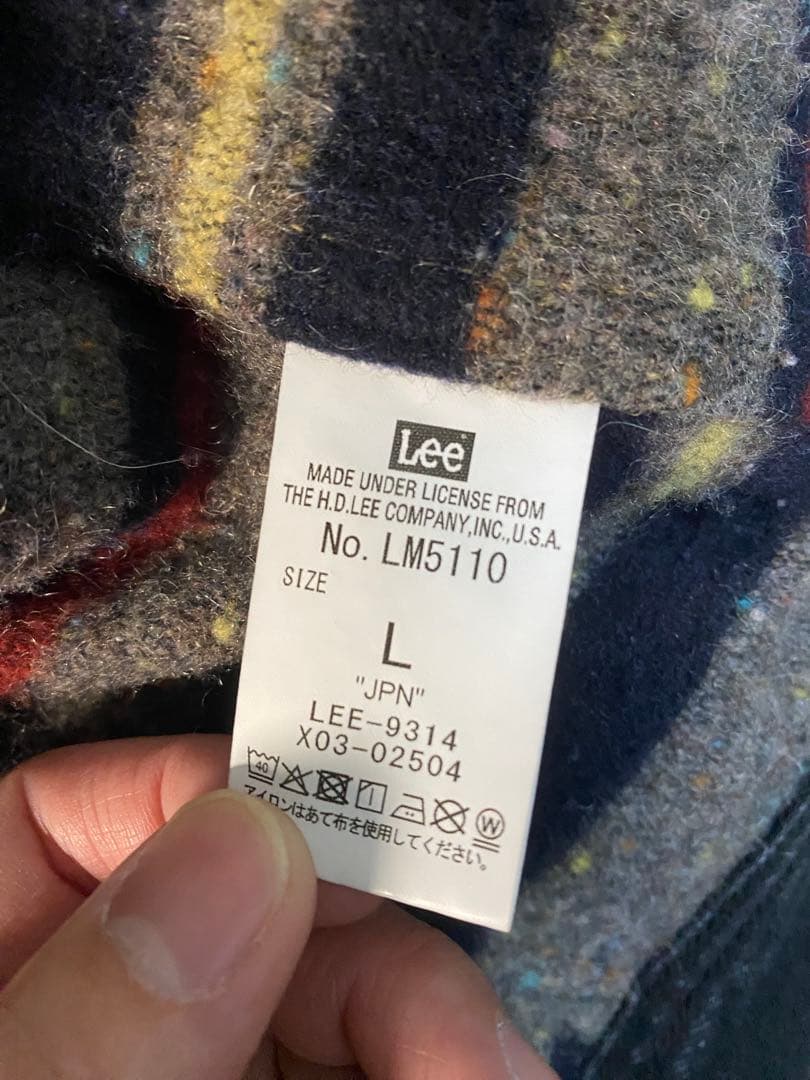 Lee
MADE UNDER LICENSE FROM
THE H.D.LEE COMPANY,INC.,U.S.A.
No. LM5110
SIZE
L
"JPN"
LEE-9314
X03-02504
40
W
アイロンはあて布を使用してください。